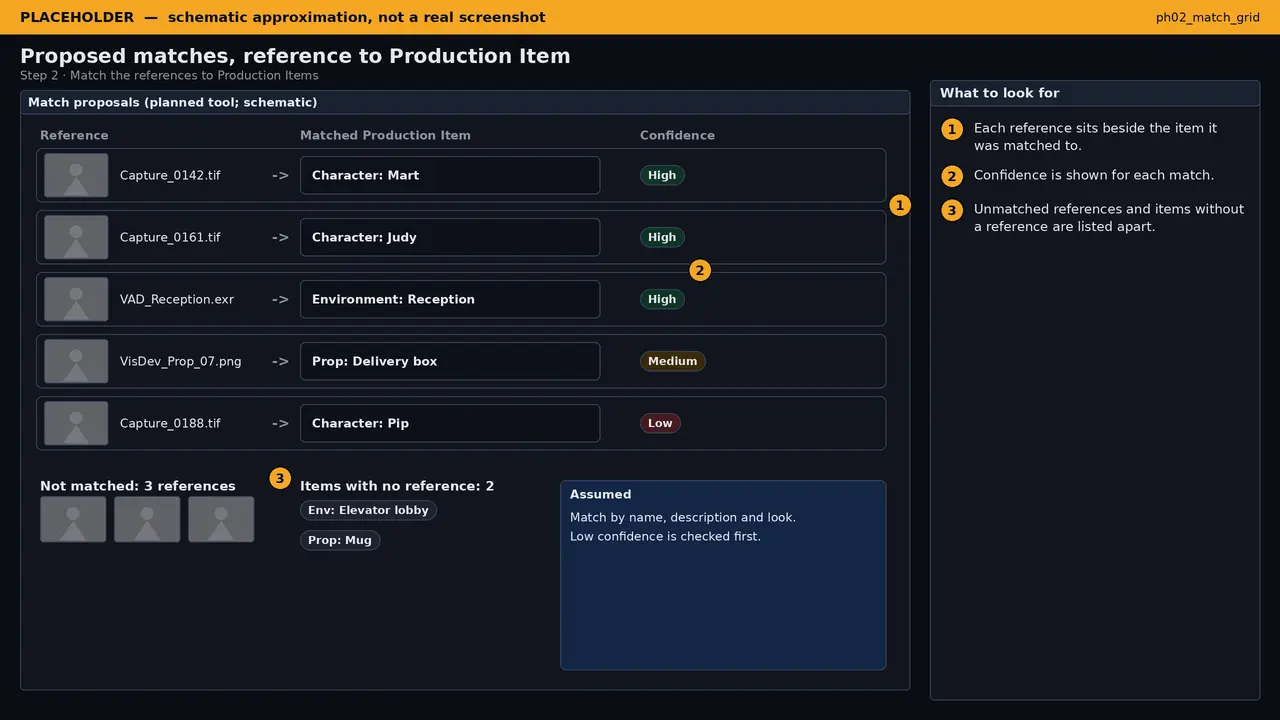 PLACEHOLDER — schematic approximation, not a real screenshot
ph02_match_grid
Proposed matches, reference to Production Item
Step 2 · Match the references to Production Items
Match proposals (planned tool; schematic)
Reference
Matched Production Item
Confidence
Capture_0142.tif
->
Character: Mart
High
1
Capture_0161.tif
->
Character: Judy
High
2
VAD_Reception.exr
->
Environment: Reception
High
VisDev_Prop_07.png
->
Prop: Delivery box
Medium
Capture_0188.tif
->
Character: Pip
Low
Not matched: 3 references
3
Items with no reference: 2
Env: Elevator lobby
Prop: Mug
Assumed
Match by name, description and look.
Low confidence is checked first.
What to look for
1
Each reference sits beside the item it
was matched to.
2
Confidence is shown for each match.
3
Unmatched references and items without
a reference are listed apart.